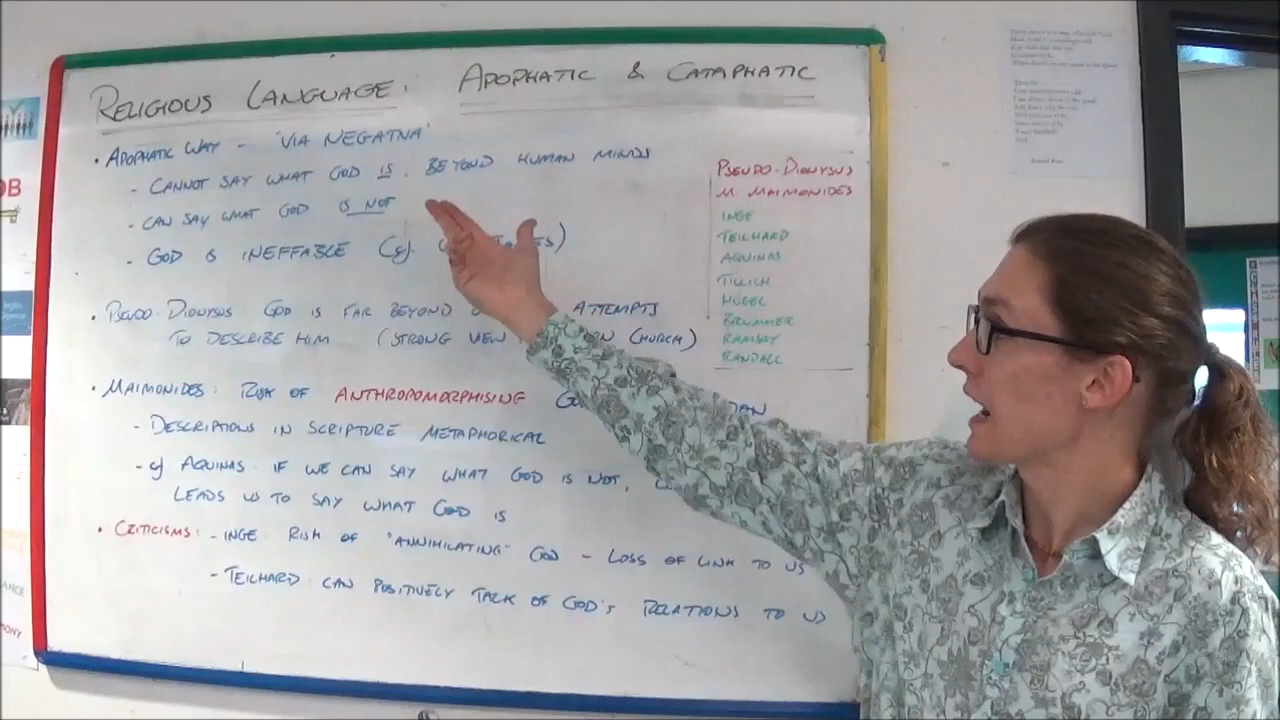 RELIGIOUS LANGUAGE. APOPHATIC & CATAPHATIC
• APOPHATIC WAY - 'VIA NEGATIVA'
- CANNOT SAY WHAT GOD IS. BEYOND HUMAN MINDS
- CAN SAY WHAT GOD IS NOT
- GOD IS INEFFABLE (cf.
• PSEUDO-DIONYSUS GOD IS FAR BEYOND ATTEMPTS
TO DESCRIBE HIM (STRONG VIEW CHURCH)
• MAIMONIDES: RISK OF ANTHROPOMORPHISING
- DESCRIPTIONS IN SCRIPTURE METAPHORICAL
- cf AQUINAS IF WE CAN SAY WHAT GOD IS NOT,
LEADS US TO SAY WHAT GOD IS
• CRITICISMS: - INGE: RISK OF "ANNIHILATING" GOD - LOSS OF LINK TO US
- TEILHARD CAN POSITIVELY TALK OF GOD'S RELATIONS TO US
PSEUDO-DIONYSUS
M MAIMONIDES
INGE
TEILHARD
AQUINAS
TILLICH
HUGEL
BRUMMER
RAMSAY
RANDALL
OB